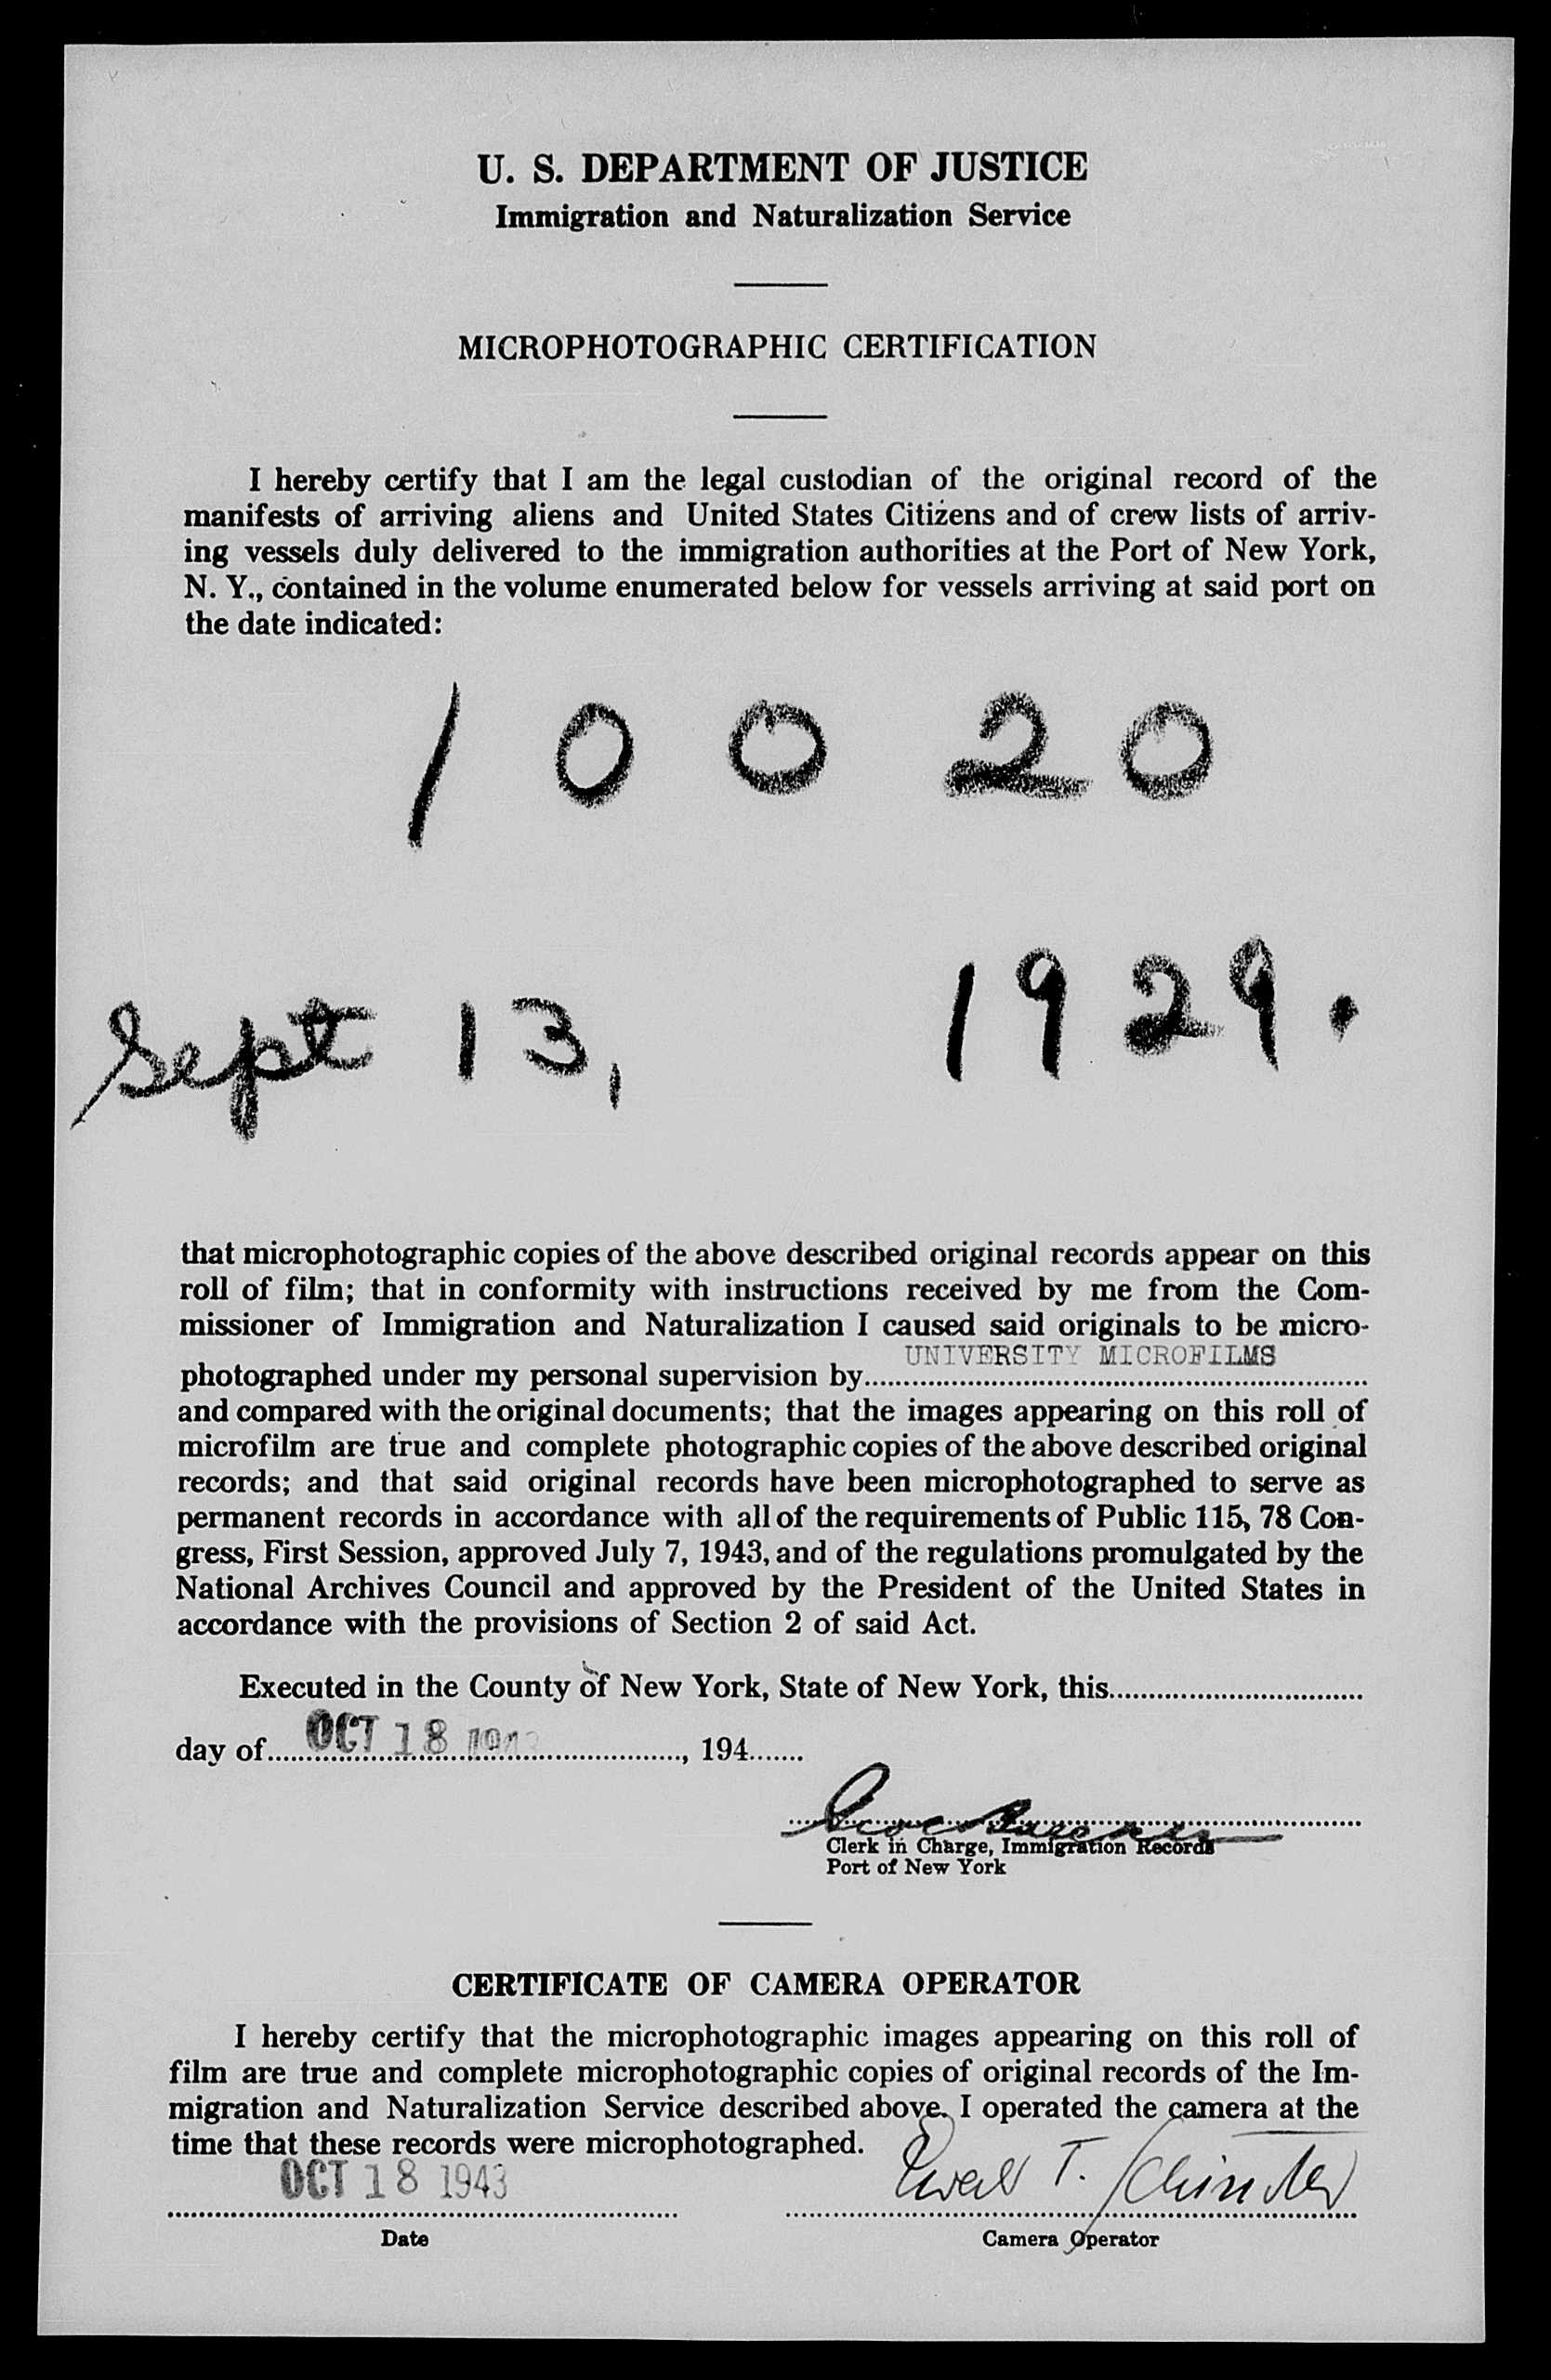 U. S. DEPARTMENT OF JUSTICE
Immigration and Naturalization Service
MICROPHOTOGRAPHIC CERTIFICATION
I hereby certify that I am the legal custodian of the original record of the
manifests of arriving aliens and United States Citizens and of crew lists of arriv-
ing vessels duly delivered to the immigration authorities at the Port of New York,
N. Y., contained in the volume enumerated below for vessels arriving at said port on
the date indicated:
10020
Sept 13, 1929.
that microphotographic copies of the above described original records appear on this
roll of film; that in conformity with instructions received by me from the Com-
missioner of Immigration and Naturalization I caused said originals to be micro-
photographed under my personal supervision by UNIVERSITY MICROFILMS
and compared with the original documents; that the images appearing on this roll of
microfilm are true and complete photographic copies of the above described original
records; and that said original records have been microphotographed to serve as
permanent records in accordance with all of the requirements of Public 115, 78 Con-
gress, First Session, approved July 7, 1943, and of the regulations promulgated by the
National Archives Council and approved by the President of the United States in
accordance with the provisions of Section 2 of said Act.
Executed in the County of New York, State of New York, this
day of OCT 18 1943, 194
Clerk in Charge, Immigration Records
Port of New York
CERTIFICATE OF CAMERA OPERATOR
I hereby certify that the microphotographic images appearing on this roll of
film are true and complete microphotographic copies of original records of the Im-
migration and Naturalization Service described above. I operated the camera at the
time that these records were microphotographed.
OCT 18 1943 T. Schindler
Date Camera Operator